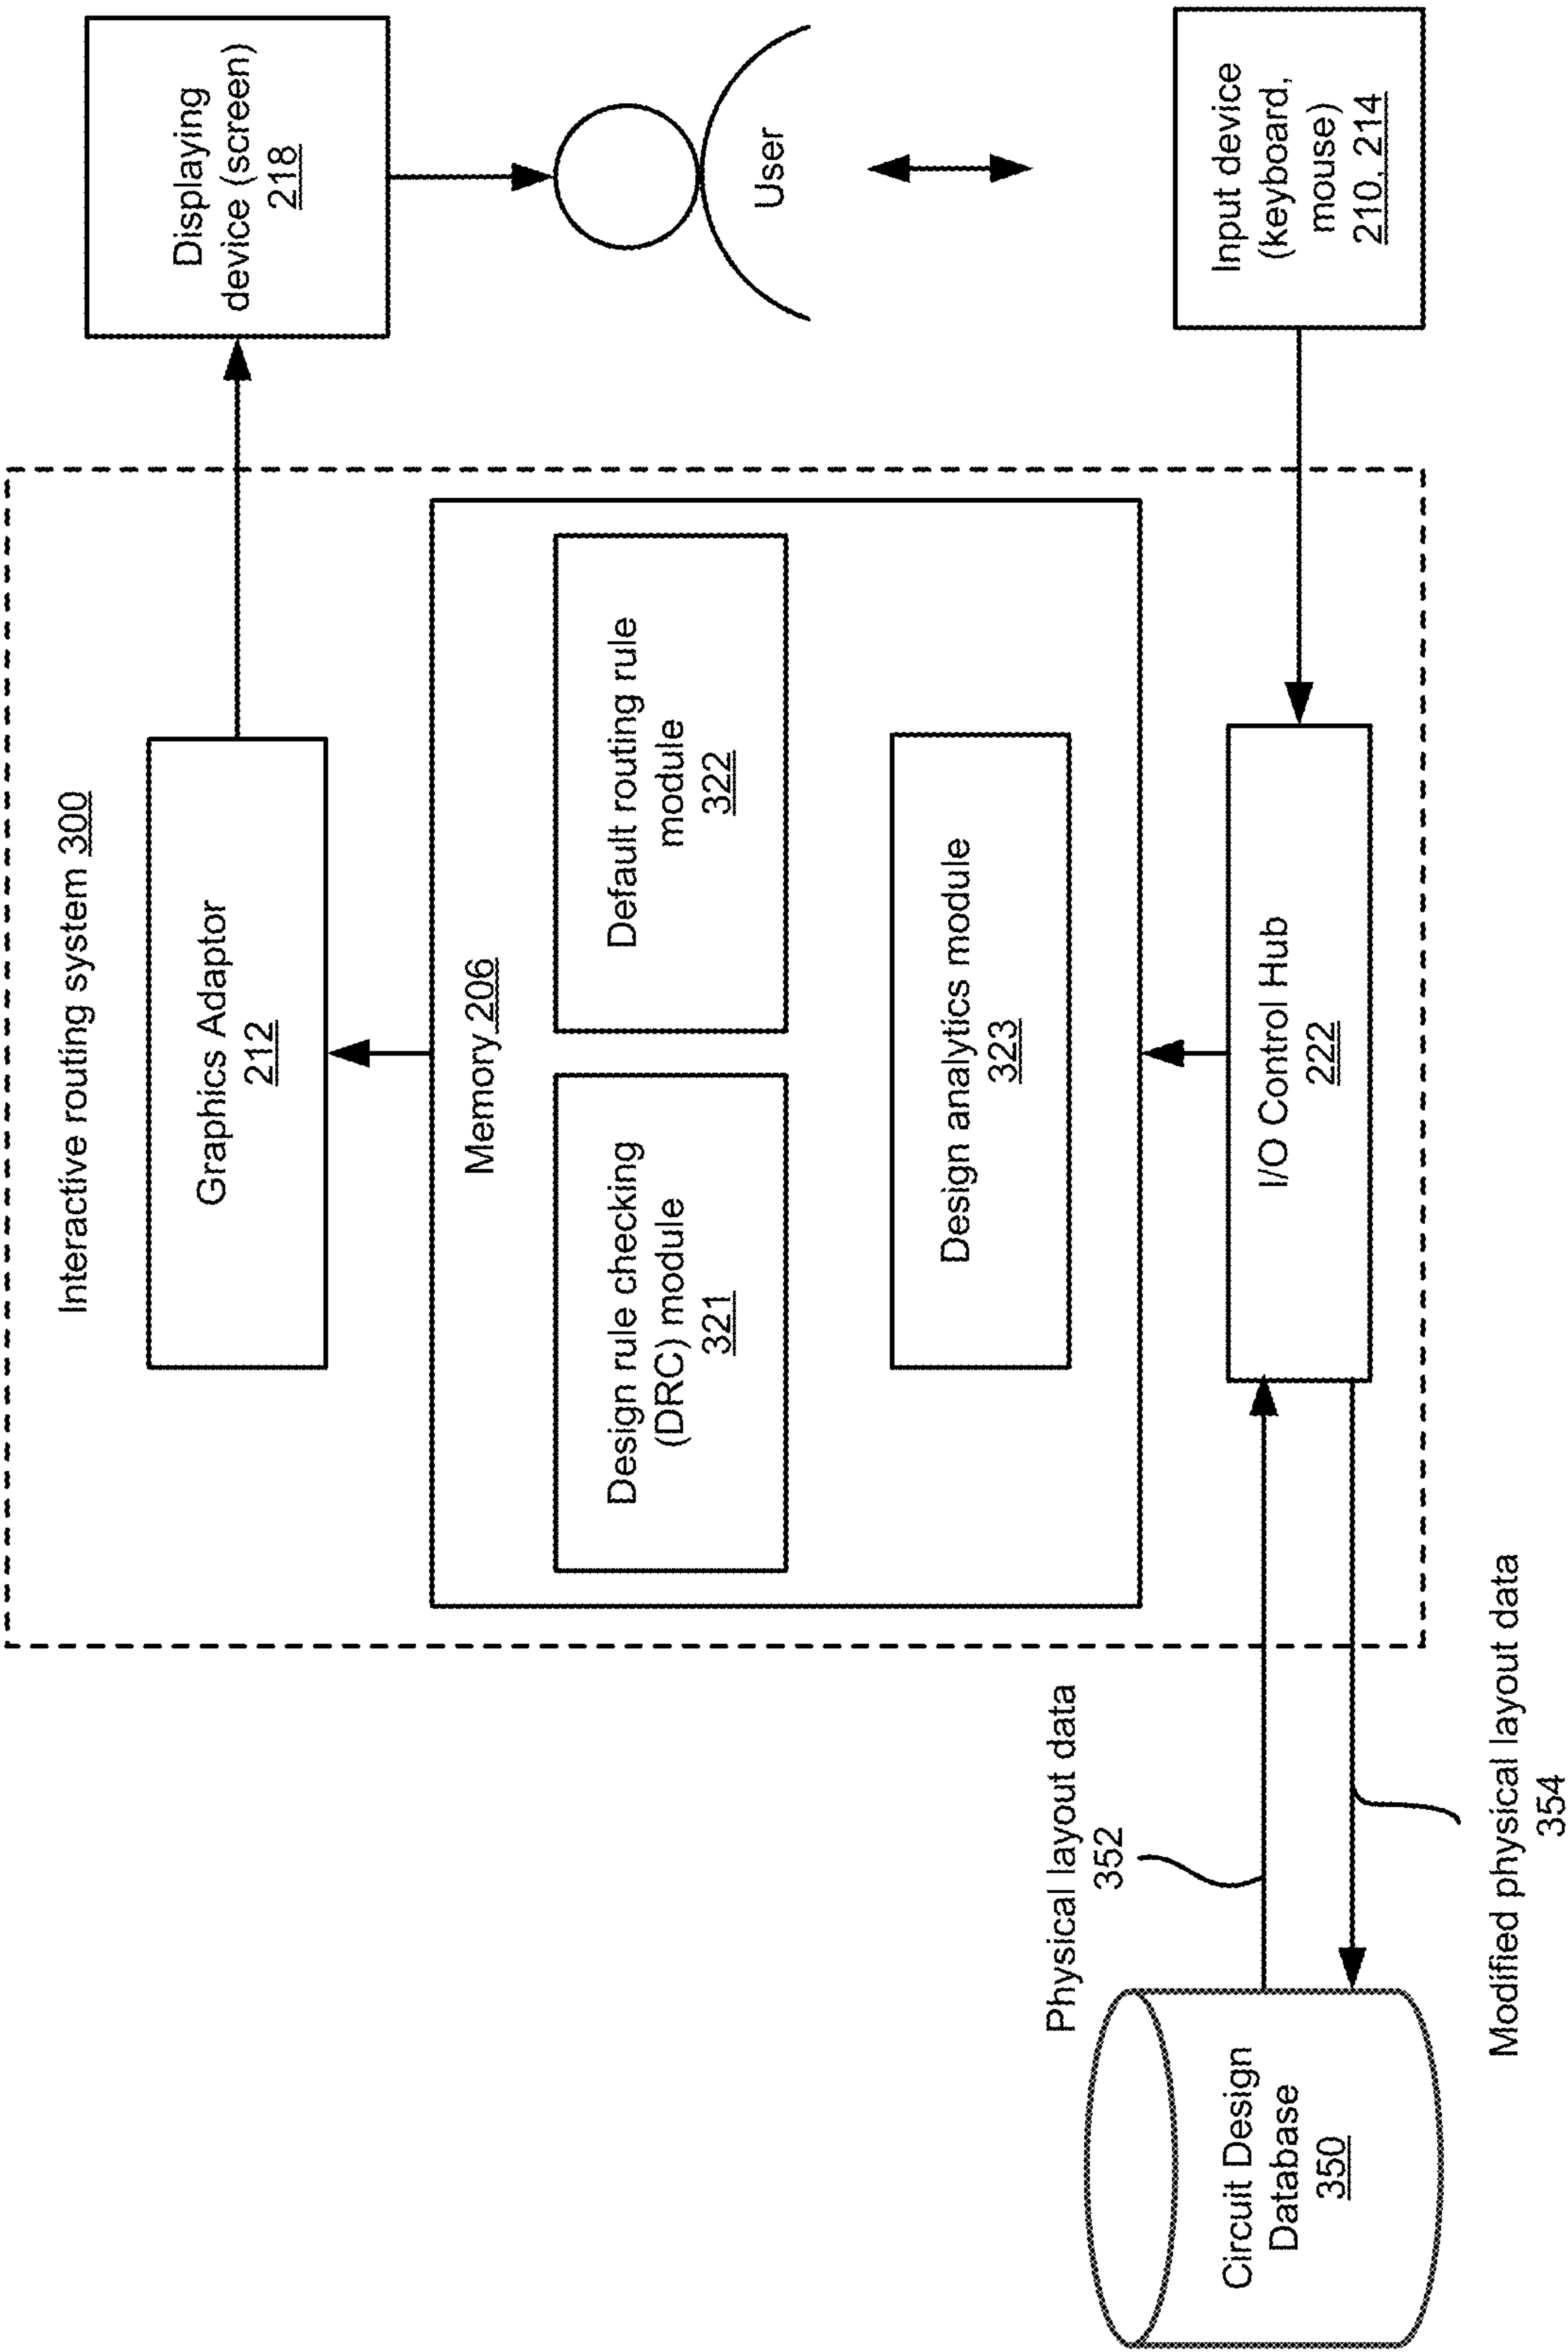 Interactive routing system 300
Graphics Adaptor
212
Displaying
device (screen)
218
Memory 206
Design rule checking
(DRC) module
321
Default routing rule
module
322
User
Design analytics module
323
Physical layout data
352
I/O Control Hub
222
Input device
(keyboard,
mouse)
210, 214
Circuit Design
Database
350
Modified physical layout data
354